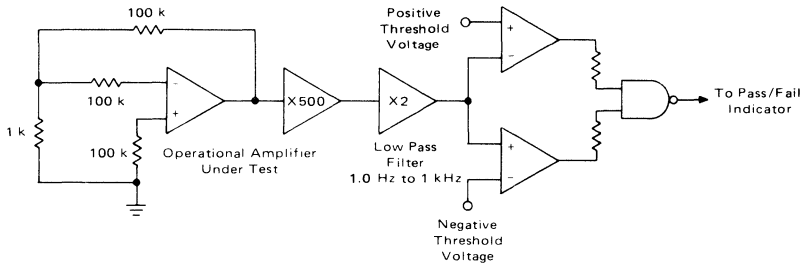 100 k
Positive
Threshold
Voltage
+
-
-
100 k
+
X500
X2
To Pass/Fail
Indicator
1 k
100 k
Operational Amplifier
Under Test
Low Pass
Filter
1.0 Hz to 1 kHz
+
-
Negative
Threshold
Voltage